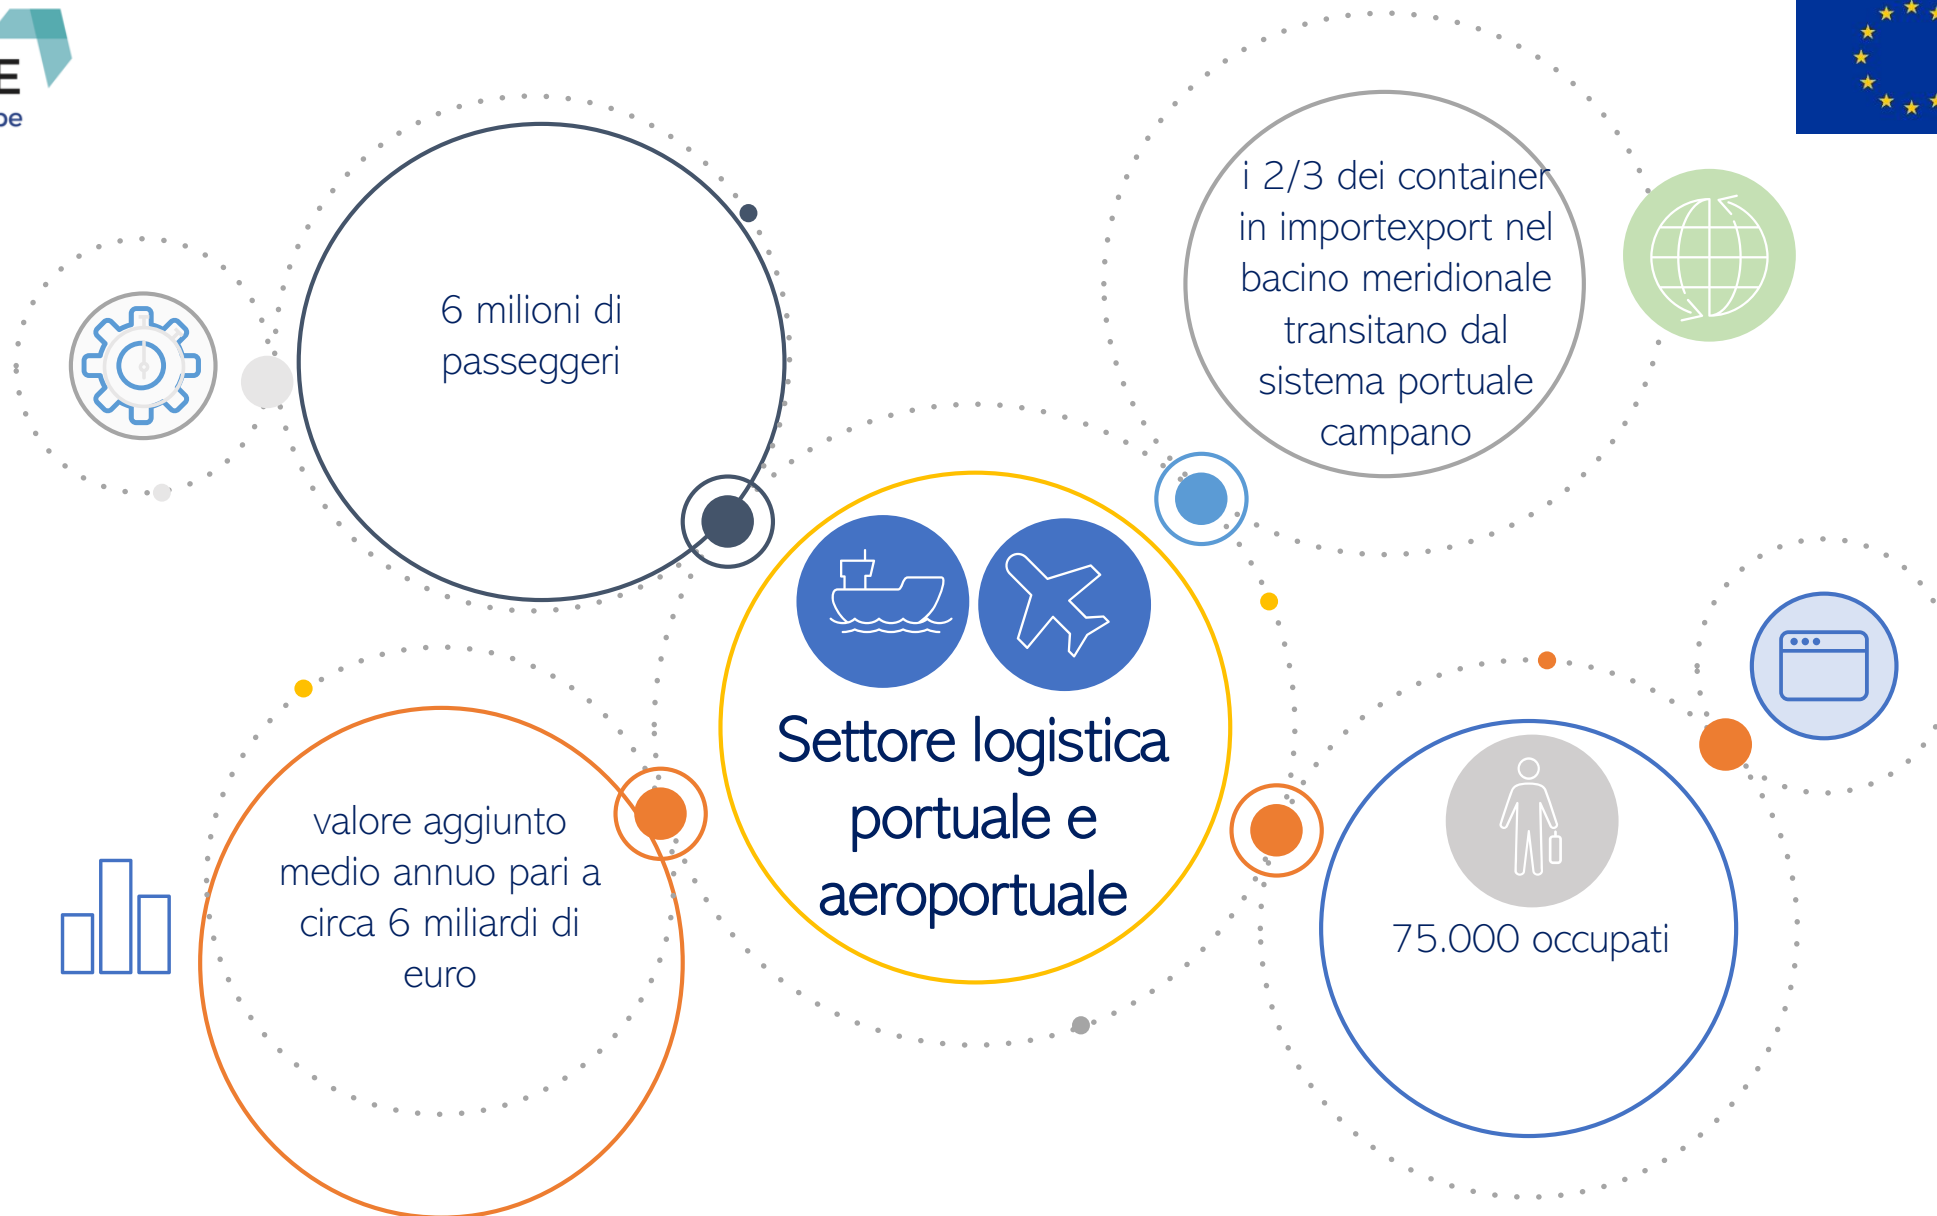 E
be
6 milioni di
passeggeri
i 2/3 dei container
in importexport nel
bacino meridionale
transitano dal
sistema portuale
campano
Settore logistica
portuale e
aeroportuale
valore aggiunto
medio annuo pari a
circa 6 miliardi di
euro
75.000 occupati